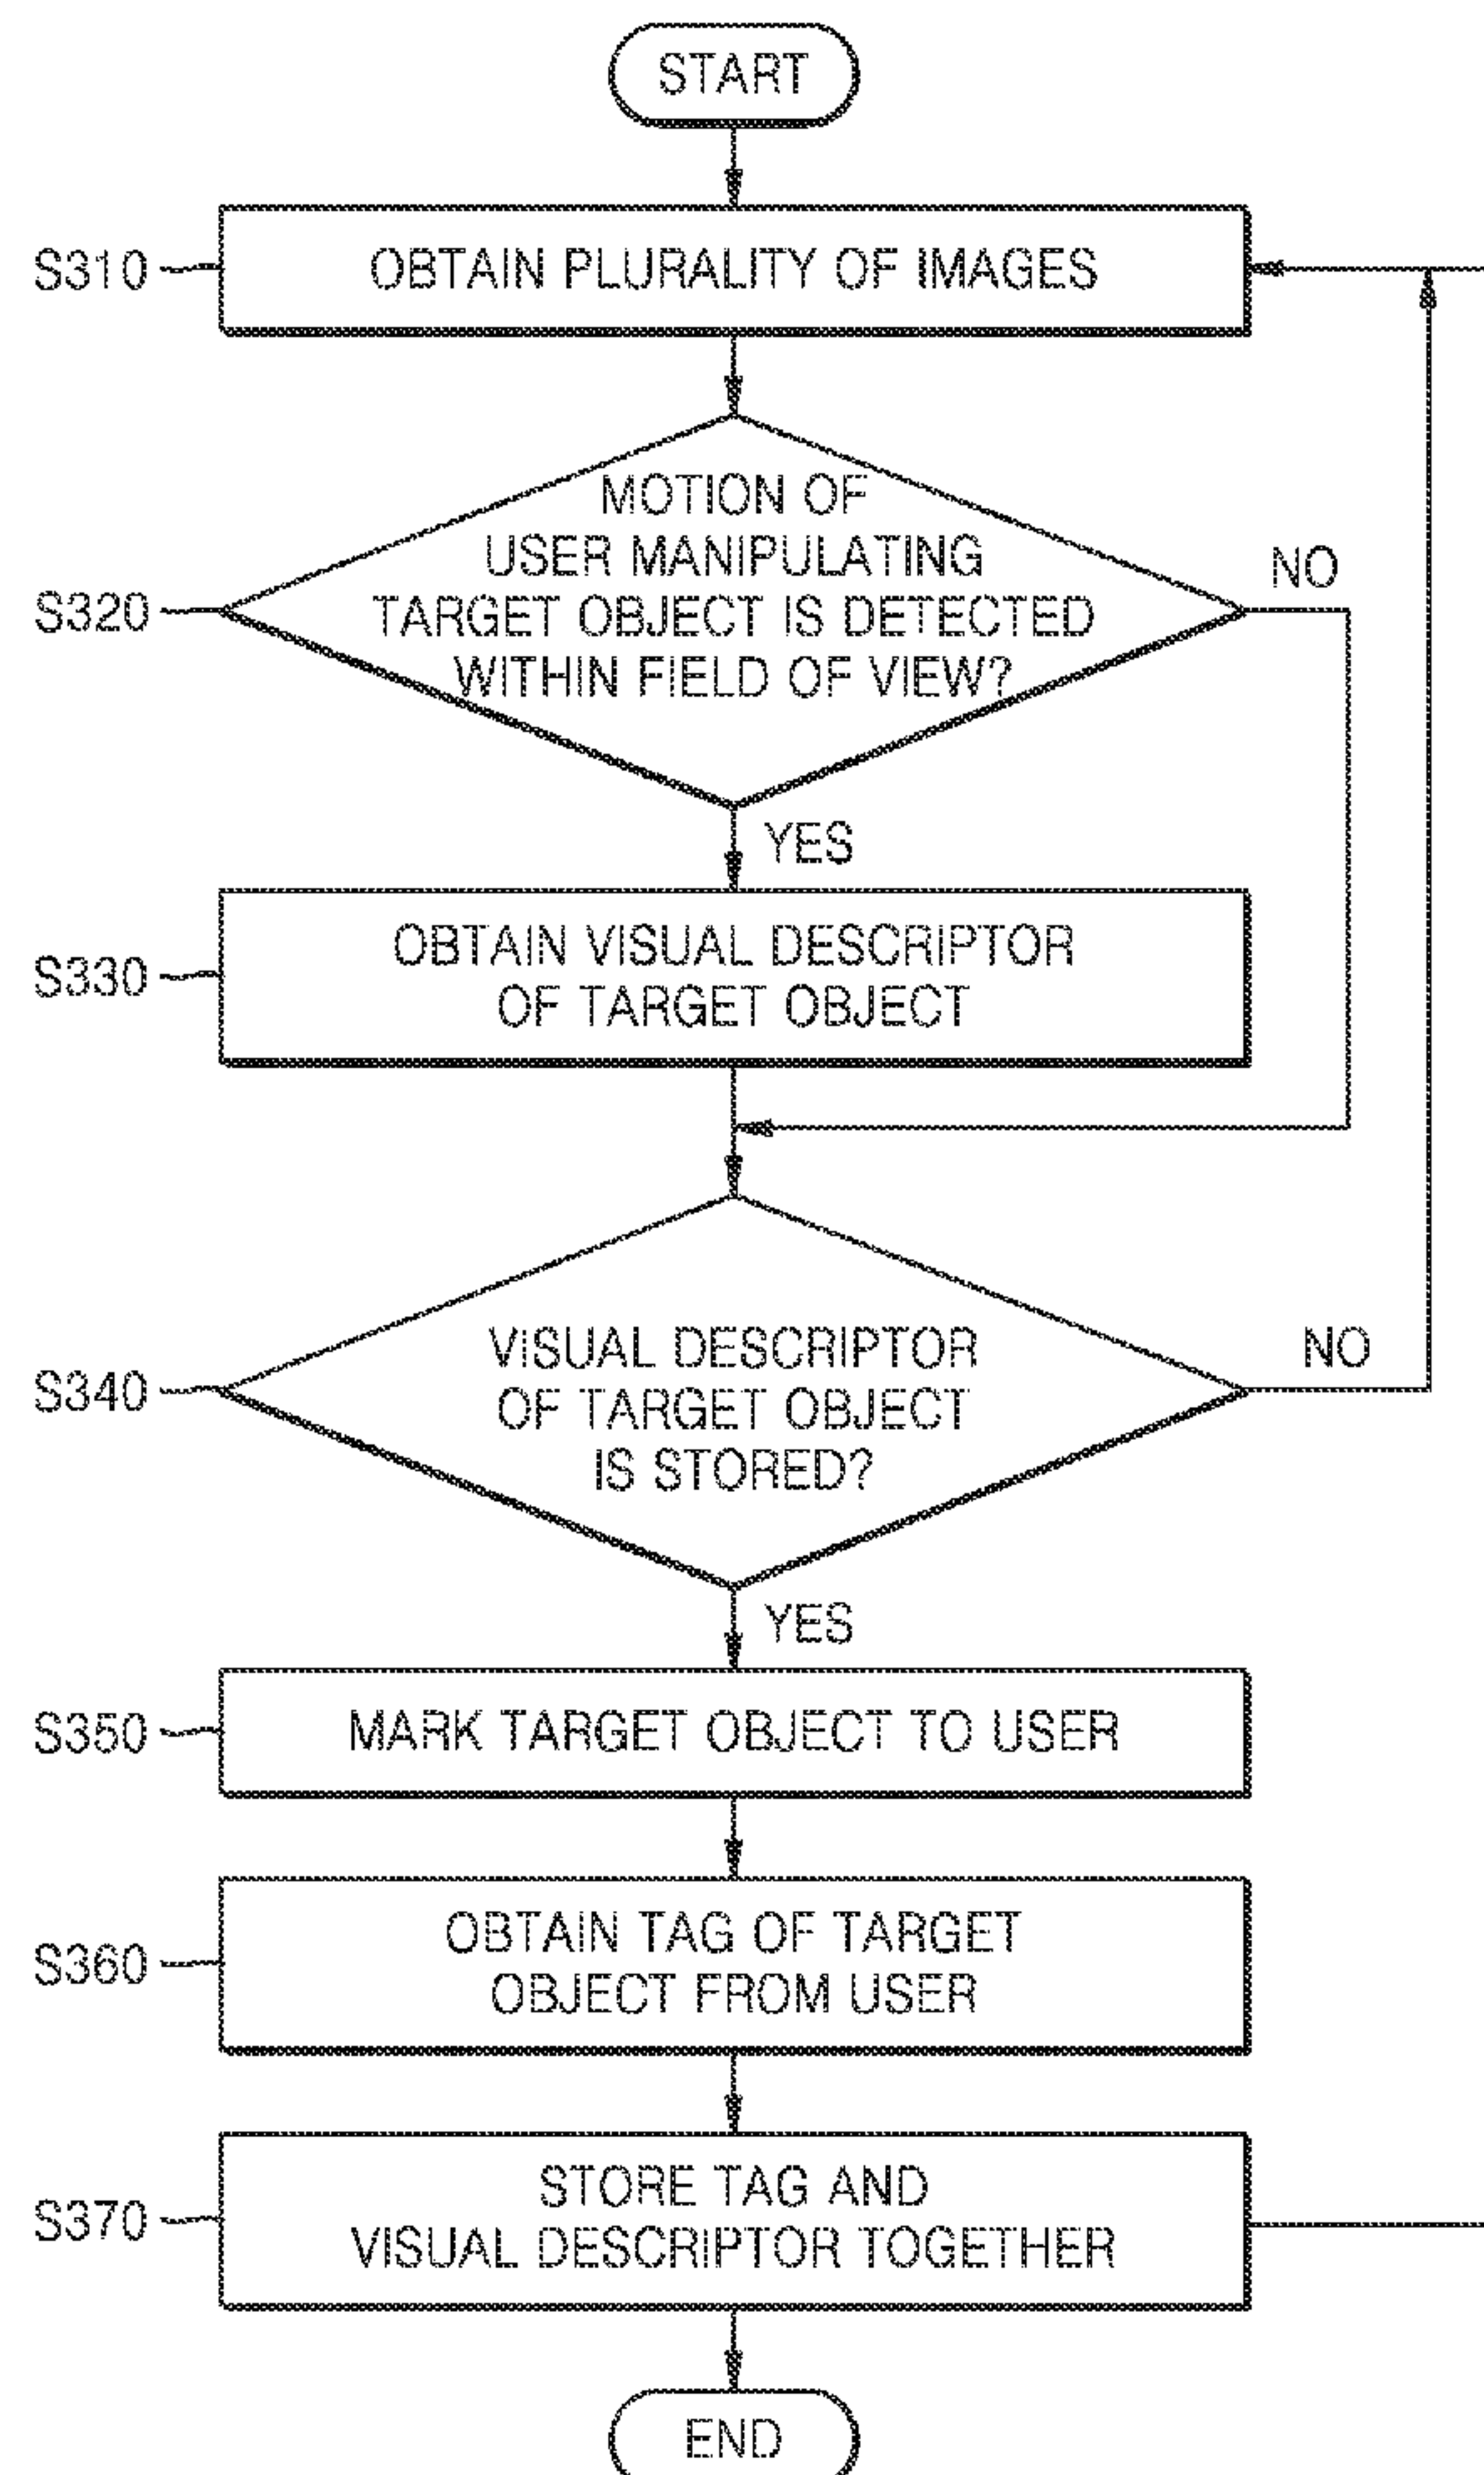 START
S310
OBTAIN PLURALITY OF IMAGES
S320
MOTION OF
USER MANIPULATING
TARGET OBJECT IS DETECTED
WITHIN FIELD OF VIEW?
NO
YES
S330
OBTAIN VISUAL DESCRIPTOR
OF TARGET OBJECT
S340
VISUAL DESCRIPTOR
OF TARGET OBJECT
IS STORED?
NO
YES
S350
MARK TARGET OBJECT TO USER
S360
OBTAIN TAG OF TARGET
OBJECT FROM USER
S370
STORE TAG AND
VISUAL DESCRIPTOR TOGETHER
END